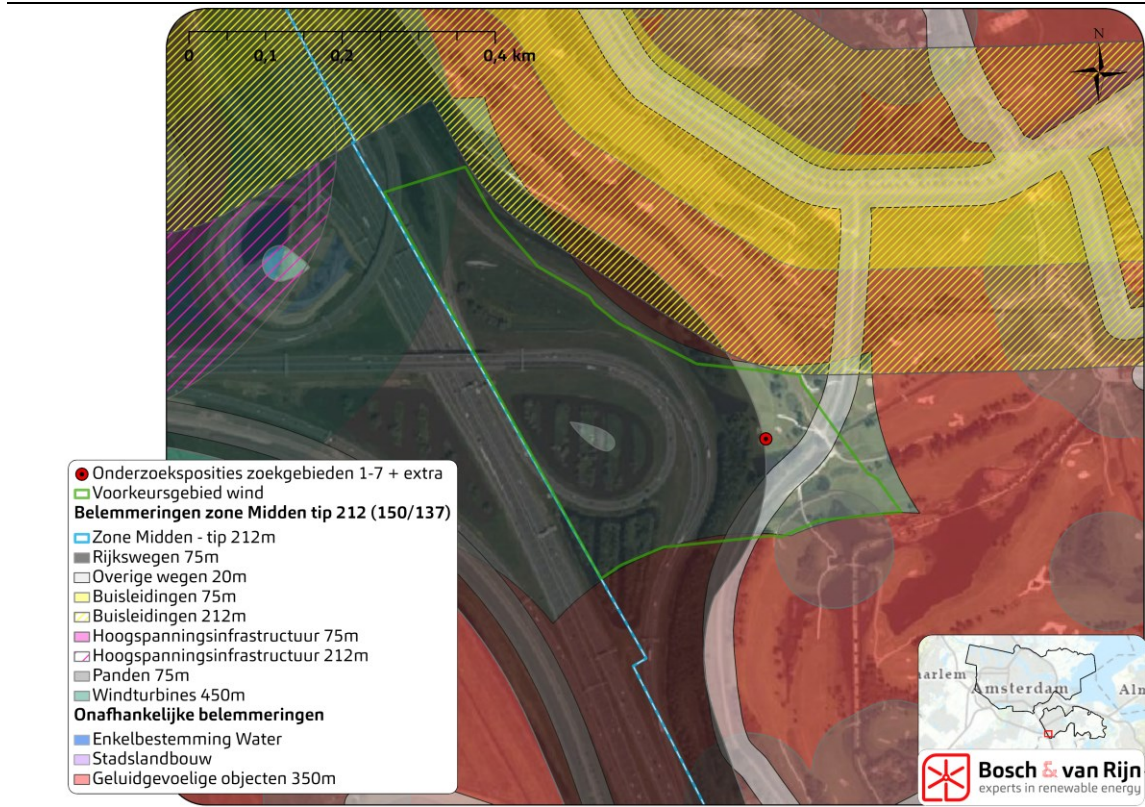 0 0,1 0,2 0,4 km
N
Onderzoeksposities zoekgebieden 1-7 + extra
Voorkeursgebied wind
Belemmeringen zone Midden tip 212 (150/137)
Zone Midden - tip 212m
Rijkswegen 75m
Overige wegen 20m
Buisleidingen 75m
Buisleidingen 212m
Hoogspanningsinfrastructuur 75m
Hoogspanningsinfrastructuur 212m
Panden 75m
Windturbines 450m
Onafhankelijke belemmeringen
Enkelbestemming Water
Stadslandbouw
Geluidgevoelige objecten 350m
aarlem
Amsterdam
Aln
Bosch & van Rijn
experts in renewable energy